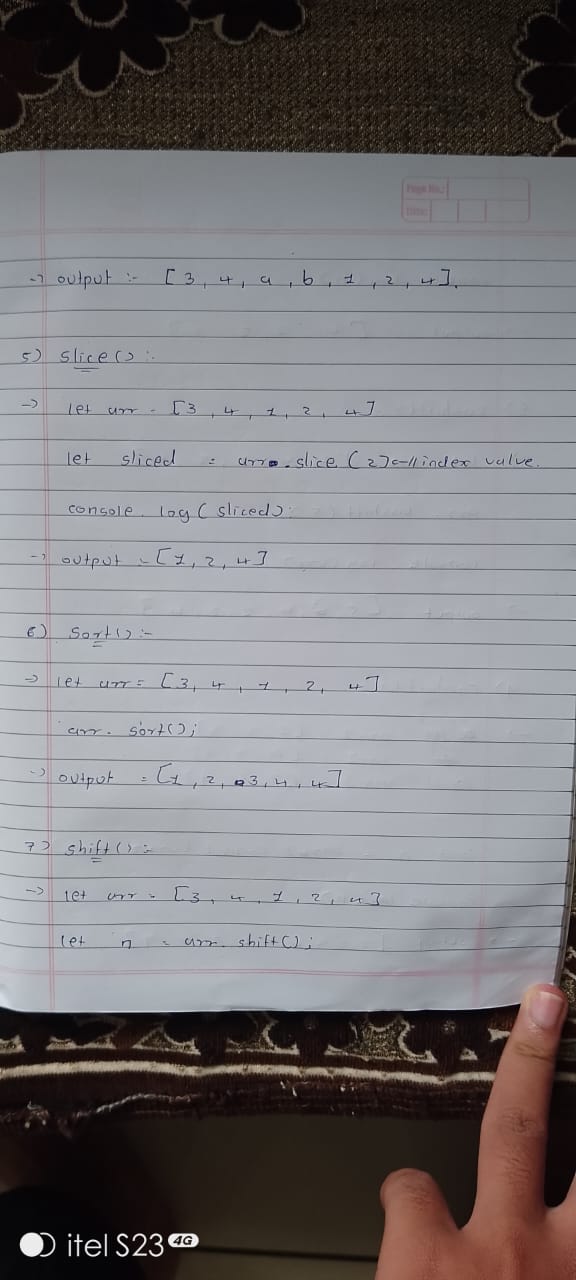 Page No.:
Date:
-> output :- [ 3, 4, a, b, 1, 2, 4 ].
5) slice() :-
-> let arr = [3, 4, 1, 2, 4]
let sliced = arr.slice(2) <-// index value.
console.log(sliced);
-> output = [1, 2, 4]
6) Sort() :-
-> let arr = [3, 4, 1, 2, 4]
arr.sort();
-> output = [1, 2, 3, 4, 4]
7) shift() :-
-> let arr = [3, 4, 1, 2, 4]
let n = arr.shift();
itel S23 4G